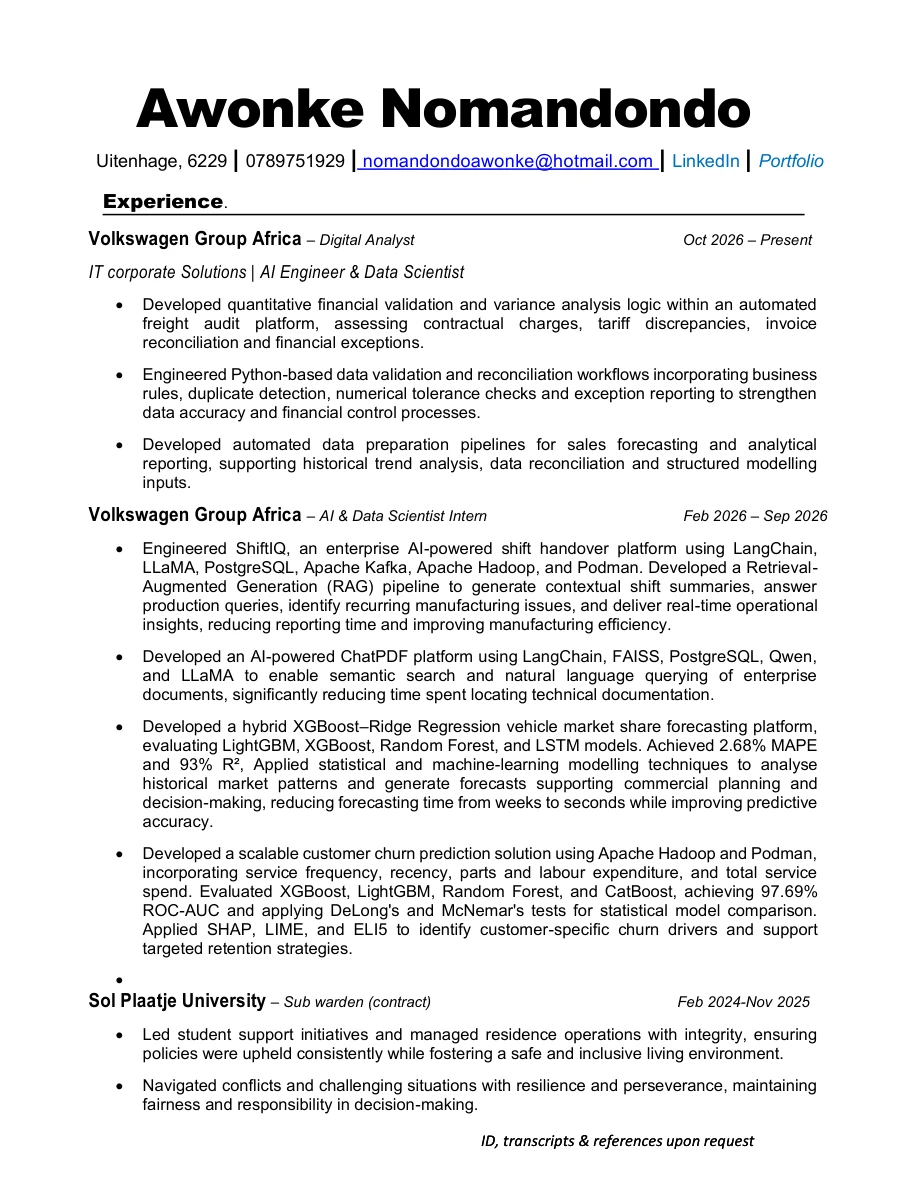 Awonke Nomandondo
Uitenhage, 6229 | 0789751929 | nomandondoawonke@hotmail.com | LinkedIn | Portfolio
Experience.
Volkswagen Group Africa – Digital Analyst Oct 2026 – Present
IT corporate Solutions | AI Engineer & Data Scientist
• Developed quantitative financial validation and variance analysis logic within an automated
freight audit platform, assessing contractual charges, tariff discrepancies, invoice
reconciliation and financial exceptions.
• Engineered Python-based data validation and reconciliation workflows incorporating business
rules, duplicate detection, numerical tolerance checks and exception reporting to strengthen
data accuracy and financial control processes.
• Developed automated data preparation pipelines for sales forecasting and analytical
reporting, supporting historical trend analysis, data reconciliation and structured modelling
inputs.
Volkswagen Group Africa – AI & Data Scientist Intern Feb 2026 – Sep 2026
• Engineered ShiftIQ, an enterprise AI-powered shift handover platform using LangChain,
LLaMA, PostgreSQL, Apache Kafka, Apache Hadoop, and Podman. Developed a Retrieval-
Augmented Generation (RAG) pipeline to generate contextual shift summaries, answer
production queries, identify recurring manufacturing issues, and deliver real-time operational
insights, reducing reporting time and improving manufacturing efficiency.
• Developed an AI-powered ChatPDF platform using LangChain, FAISS, PostgreSQL, Qwen,
and LLaMA to enable semantic search and natural language querying of enterprise
documents, significantly reducing time spent locating technical documentation.
• Developed a hybrid XGBoost–Ridge Regression vehicle market share forecasting platform,
evaluating LightGBM, XGBoost, Random Forest, and LSTM models. Achieved 2.68% MAPE
and 93% R², Applied statistical and machine-learning modelling techniques to analyse
historical market patterns and generate forecasts supporting commercial planning and
decision-making, reducing forecasting time from weeks to seconds while improving predictive
accuracy.
• Developed a scalable customer churn prediction solution using Apache Hadoop and Podman,
incorporating service frequency, recency, parts and labour expenditure, and total service
spend. Evaluated XGBoost, LightGBM, Random Forest, and CatBoost, achieving 97.69%
ROC-AUC and applying DeLong's and McNemar's tests for statistical model comparison.
Applied SHAP, LIME, and ELI5 to identify customer-specific churn drivers and support
targeted retention strategies.
•
Sol Plaatje University – Sub warden (contract) Feb 2024-Nov 2025
• Led student support initiatives and managed residence operations with integrity, ensuring
policies were upheld consistently while fostering a safe and inclusive living environment.
• Navigated conflicts and challenging situations with resilience and perseverance, maintaining
fairness and responsibility in decision-making.
ID, transcripts & references upon request